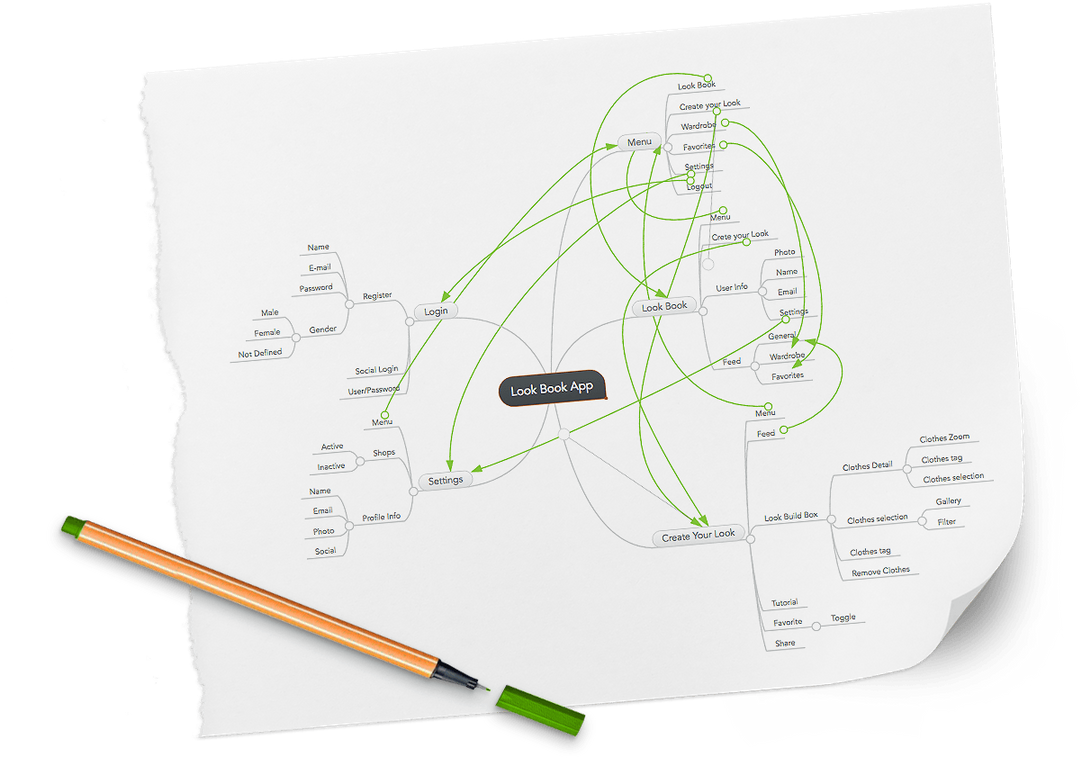 Look Book App
Menu
Look Book
Create your Look
Wardrobe
Favorites
Settings
Logout
Look Book
Menu
Crete your Look
User Info
Photo
Name
Email
Settings
Feed
General
Wardrobe
Favorites
Create Your Look
Menu
Feed
Look Build Box
Clothes Detail
Clothes Zoom
Clothes tag
Clothes selection
Clothes selection
Gallery
Filter
Clothes tag
Remove Clothes
Tutorial
Favorite
Toggle
Share
Login
Register
Name
E-mail
Password
Gender
Male
Female
Not Defined
Social Login
User/Password
Settings
Menu
Shops
Active
Inactive
Profile Info
Name
Email
Photo
Social